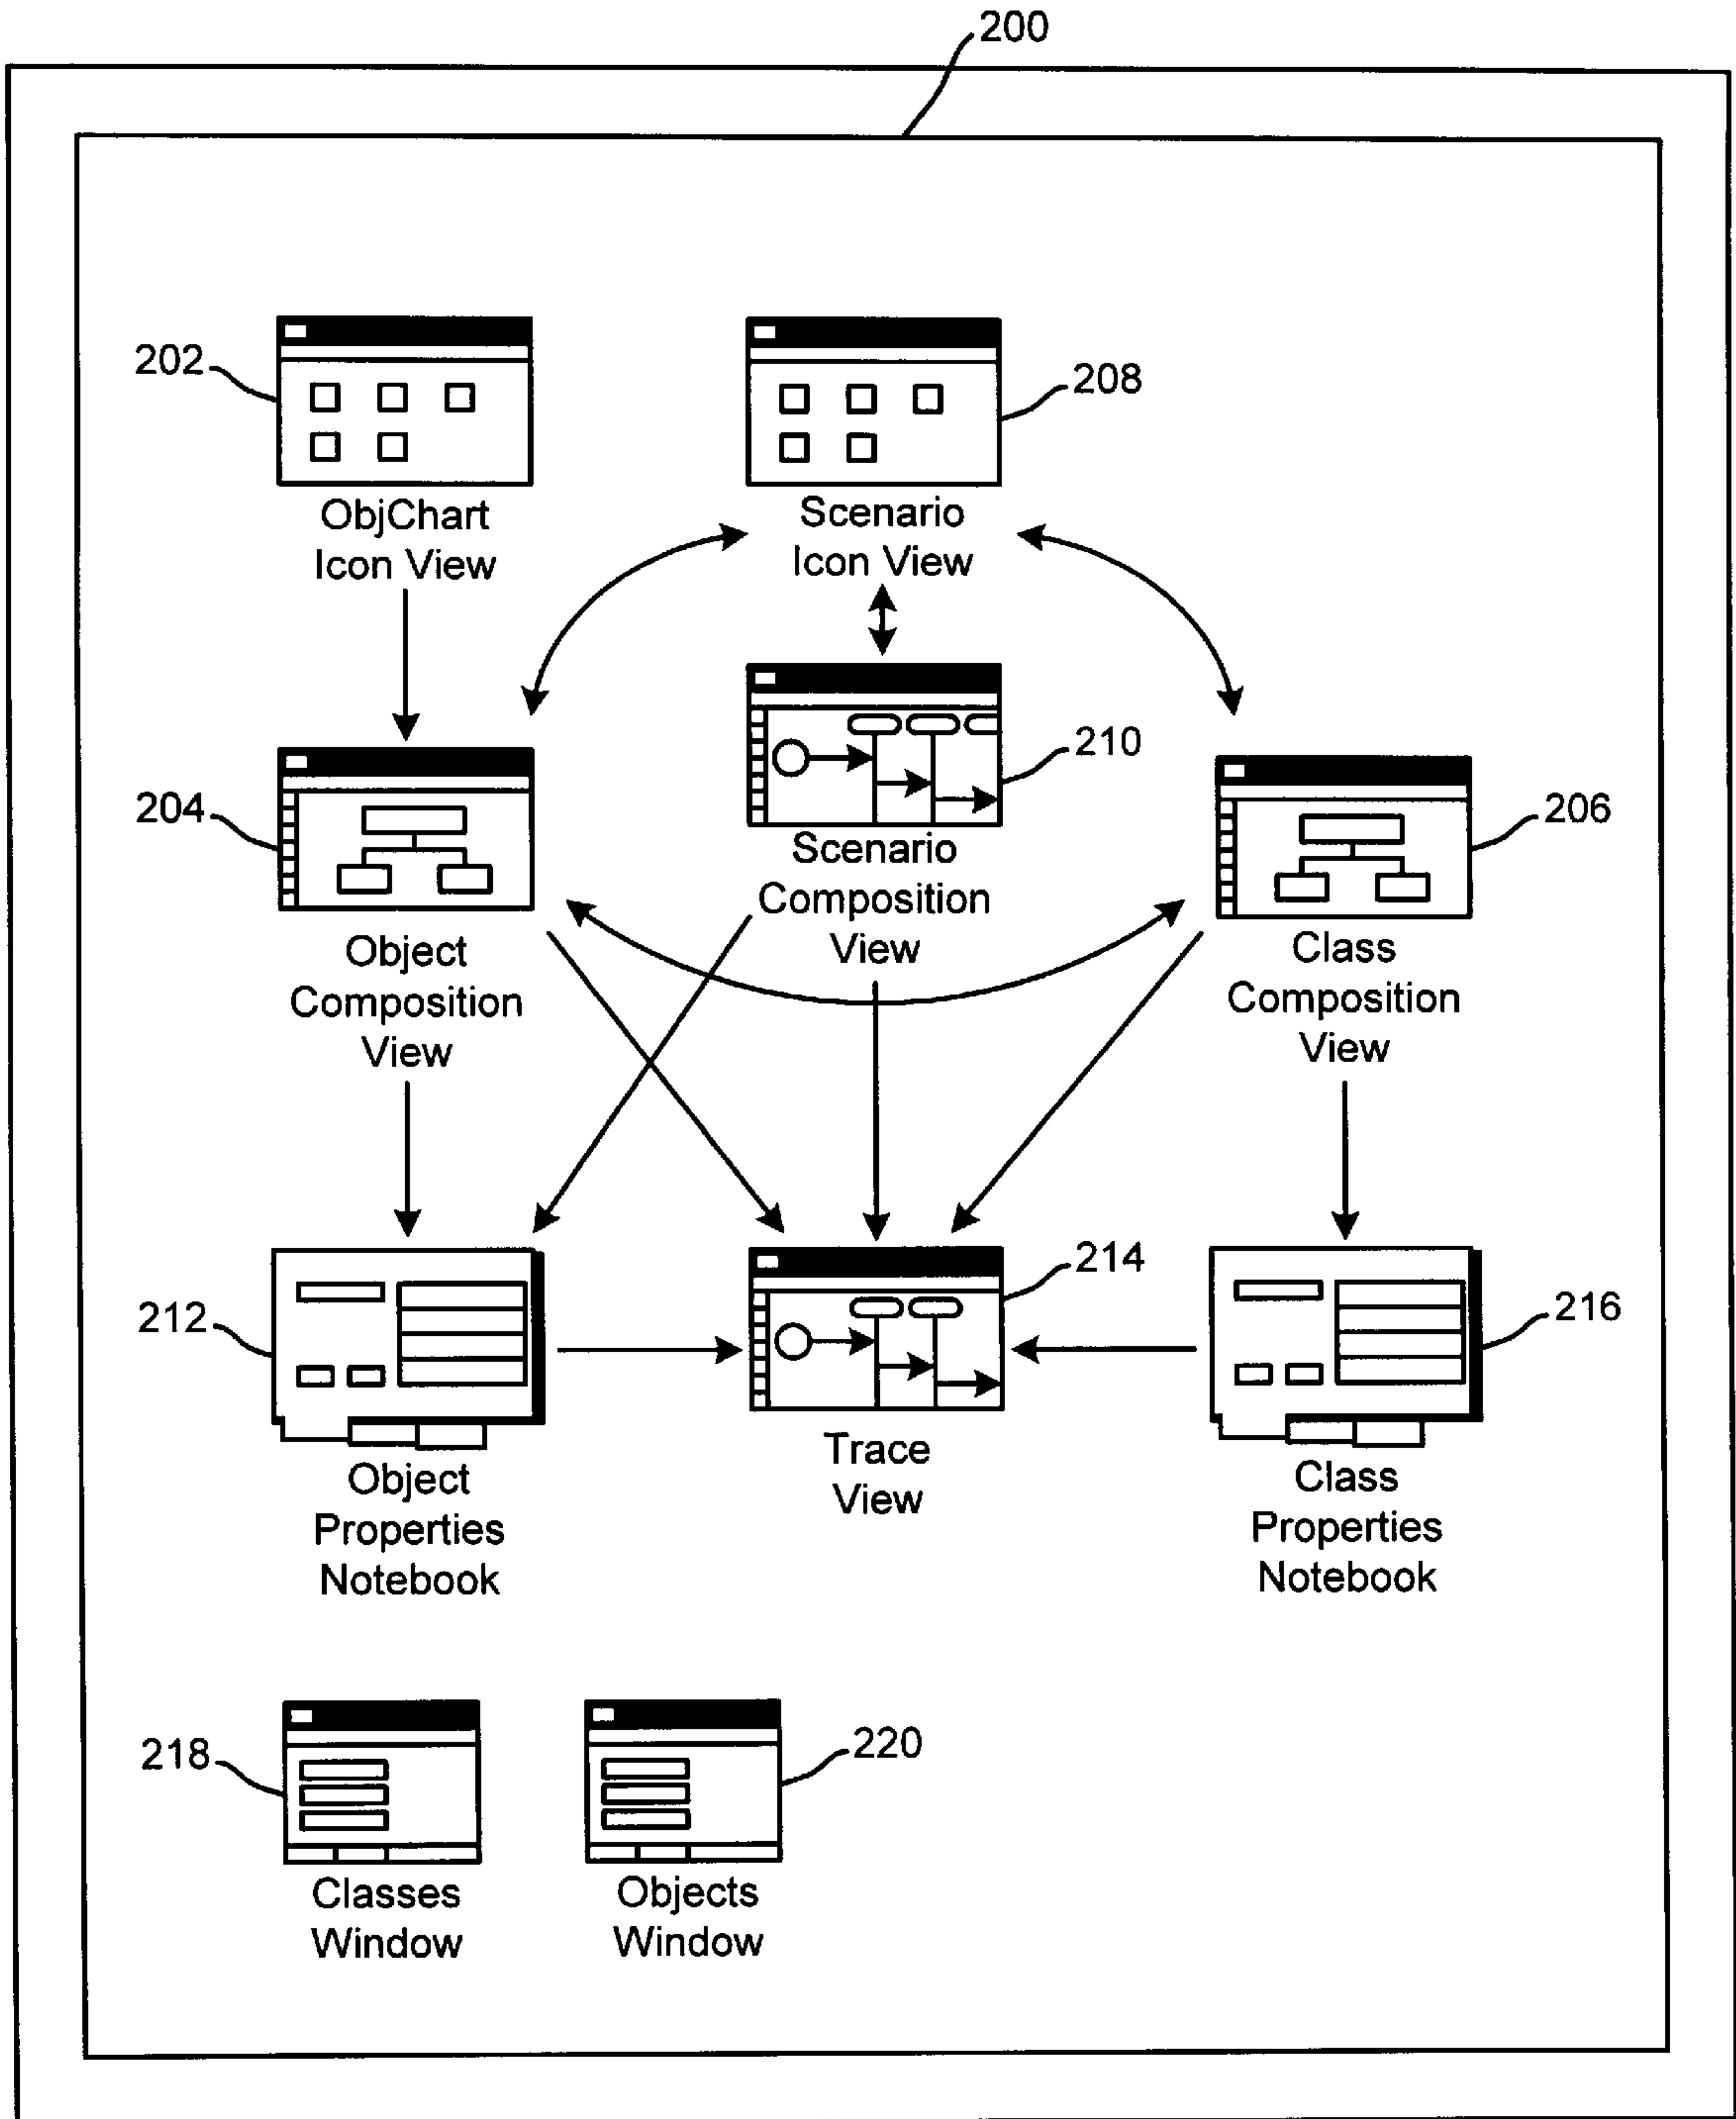 200
202
208
ObjChart
Icon View
Scenario
Icon View
210
204
206
Scenario
Composition
View
Object
Composition
View
Class
Composition
View
214
212
216
Trace
View
Object
Properties
Notebook
Class
Properties
Notebook
218
220
Classes
Window
Objects
Window